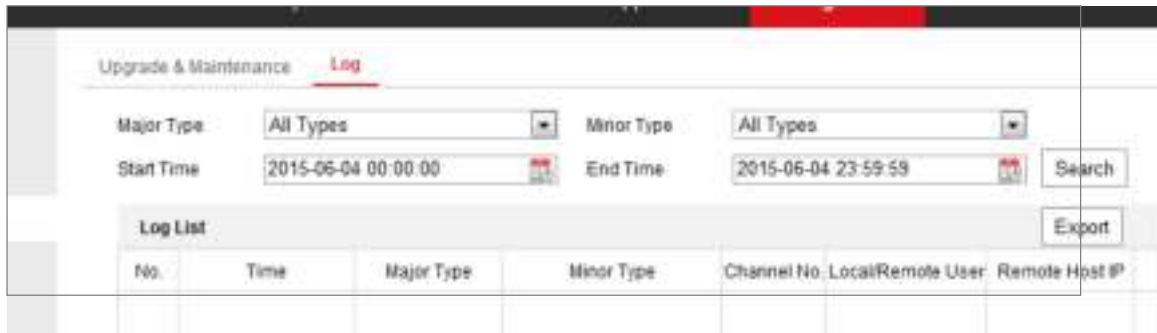 Upgrade & Maintenance Log
Major Type All Types Minor Type All Types
Start Time 2015-06-04 00:00:00 End Time 2015-06-04 23:59:59 Search
Log List Export
No. Time Major Type Minor Type Channel No. Local/Remote User Remote Host IP